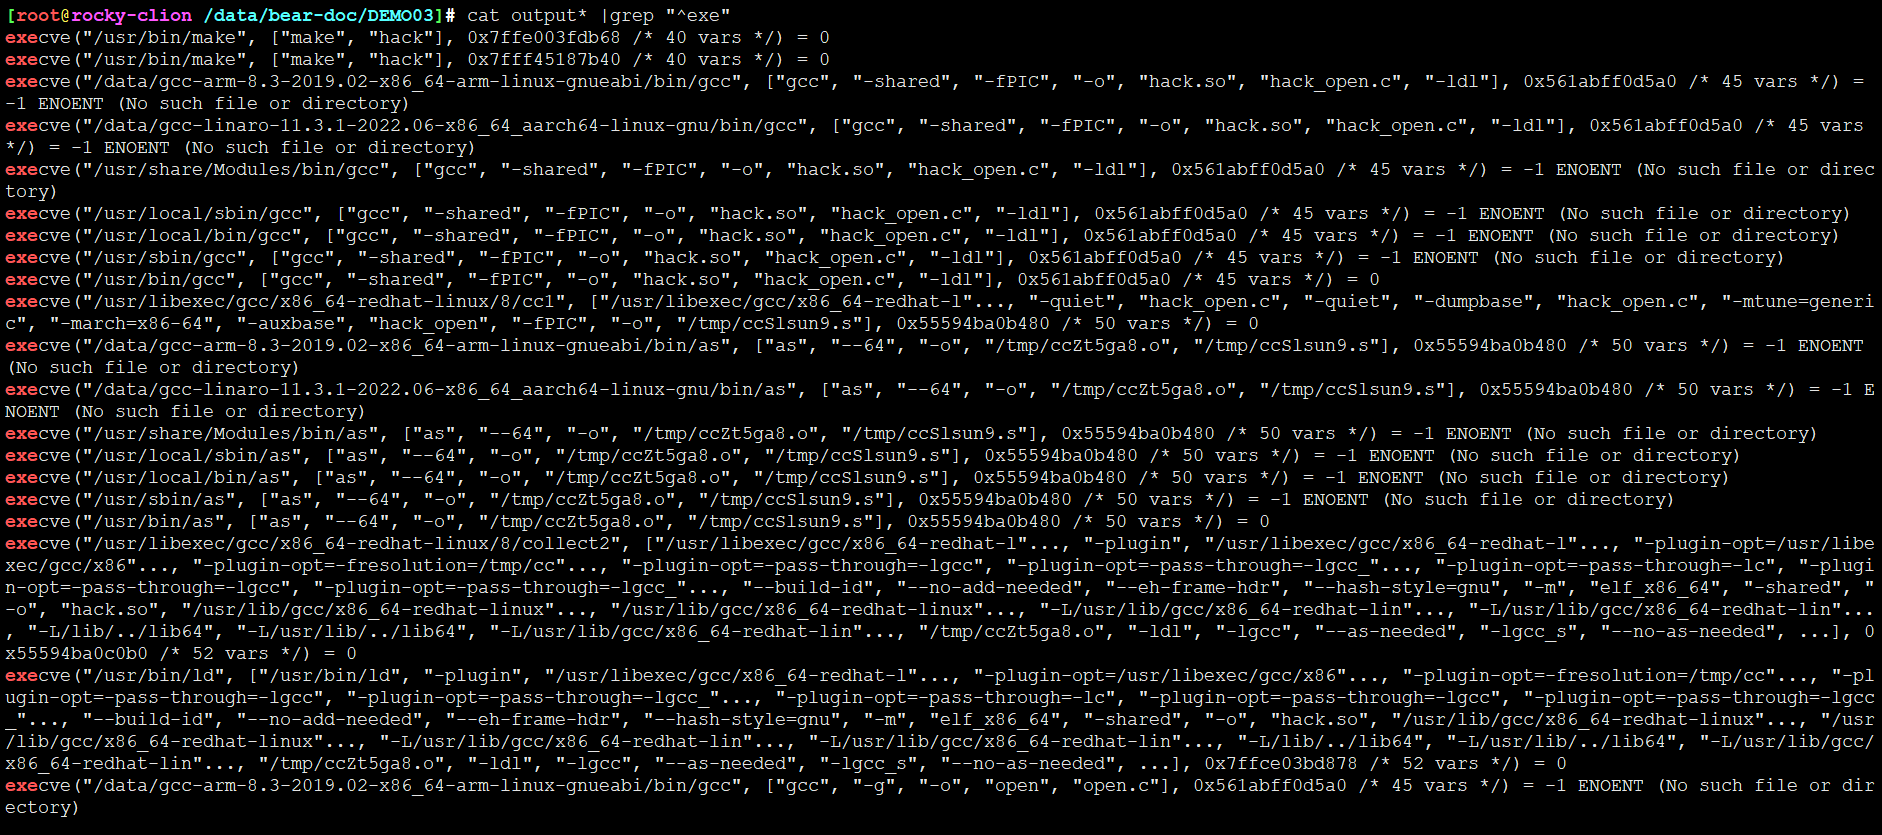 [root@rocky-clion /data/bear-doc/DEMO03]# cat output* |grep "^exe"
execve("/usr/bin/make", ["make", "hack"], 0x7ffe003fdb68 /* 40 vars */) = 0
execve("/usr/bin/make", ["make", "hack"], 0x7fff45187b40 /* 40 vars */) = 0
execve("/data/gcc-arm-8.3-2019.02-x86_64-arm-linux-gnueabi/bin/gcc", ["gcc", "-shared", "-fPIC", "-o", "hack.so", "hack_open.c", "-ldl"], 0x561abff0d5a0 /* 45 vars */) =
-1 ENOENT (No such file or directory)
execve("/data/gcc-linaro-11.3.1-2022.06-x86_64_aarch64-linux-gnu/bin/gcc", ["gcc", "-shared", "-fPIC", "-o", "hack.so", "hack_open.c", "-ldl"], 0x561abff0d5a0 /* 45 vars
*/) = -1 ENOENT (No such file or directory)
execve("/usr/share/Modules/bin/gcc", ["gcc", "-shared", "-fPIC", "-o", "hack.so", "hack_open.c", "-ldl"], 0x561abff0d5a0 /* 45 vars */) = -1 ENOENT (No such file or direc
tory)
execve("/usr/local/sbin/gcc", ["gcc", "-shared", "-fPIC", "-o", "hack.so", "hack_open.c", "-ldl"], 0x561abff0d5a0 /* 45 vars */) = -1 ENOENT (No such file or directory)
execve("/usr/local/bin/gcc", ["gcc", "-shared", "-fPIC", "-o", "hack.so", "hack_open.c", "-ldl"], 0x561abff0d5a0 /* 45 vars */) = -1 ENOENT (No such file or directory)
execve("/usr/sbin/gcc", ["gcc", "-shared", "-fPIC", "-o", "hack.so", "hack_open.c", "-ldl"], 0x561abff0d5a0 /* 45 vars */) = -1 ENOENT (No such file or directory)
execve("/usr/bin/gcc", ["gcc", "-shared", "-fPIC", "-o", "hack.so", "hack_open.c", "-ldl"], 0x561abff0d5a0 /* 45 vars */) = 0
execve("/usr/libexec/gcc/x86_64-redhat-linux/8/cc1", ["/usr/libexec/gcc/x86_64-redhat-l"..., "-quiet", "hack_open.c", "-quiet", "-dumpbase", "hack_open.c", "-mtune=generi
c", "-march=x86-64", "-auxbase", "hack_open", "-fPIC", "-o", "/tmp/ccSlsun9.s"], 0x55594ba0b480 /* 50 vars */) = 0
execve("/data/gcc-arm-8.3-2019.02-x86_64-arm-linux-gnueabi/bin/as", ["as", "--64", "-o", "/tmp/ccZt5ga8.o", "/tmp/ccSlsun9.s"], 0x55594ba0b480 /* 50 vars */) = -1 ENOENT
(No such file or directory)
execve("/data/gcc-linaro-11.3.1-2022.06-x86_64_aarch64-linux-gnu/bin/as", ["as", "--64", "-o", "/tmp/ccZt5ga8.o", "/tmp/ccSlsun9.s"], 0x55594ba0b480 /* 50 vars */) = -1 E
NOENT (No such file or directory)
execve("/usr/share/Modules/bin/as", ["as", "--64", "-o", "/tmp/ccZt5ga8.o", "/tmp/ccSlsun9.s"], 0x55594ba0b480 /* 50 vars */) = -1 ENOENT (No such file or directory)
execve("/usr/local/sbin/as", ["as", "--64", "-o", "/tmp/ccZt5ga8.o", "/tmp/ccSlsun9.s"], 0x55594ba0b480 /* 50 vars */) = -1 ENOENT (No such file or directory)
execve("/usr/local/bin/as", ["as", "--64", "-o", "/tmp/ccZt5ga8.o", "/tmp/ccSlsun9.s"], 0x55594ba0b480 /* 50 vars */) = -1 ENOENT (No such file or directory)
execve("/usr/sbin/as", ["as", "--64", "-o", "/tmp/ccZt5ga8.o", "/tmp/ccSlsun9.s"], 0x55594ba0b480 /* 50 vars */) = -1 ENOENT (No such file or directory)
execve("/usr/bin/as", ["as", "--64", "-o", "/tmp/ccZt5ga8.o", "/tmp/ccSlsun9.s"], 0x55594ba0b480 /* 50 vars */) = 0
execve("/usr/libexec/gcc/x86_64-redhat-linux/8/collect2", ["/usr/libexec/gcc/x86_64-redhat-l"..., "-plugin", "/usr/libexec/gcc/x86_64-redhat-l"..., "-plugin-opt=/usr/libe
xec/gcc/x86"..., "-plugin-opt=-fresolution=/tmp/cc"..., "-plugin-opt=-pass-through=-lgcc", "-plugin-opt=-pass-through=-lgcc_"..., "-plugin-opt=-pass-through=-lc", "-plugi
n-opt=-pass-through=-lgcc", "-plugin-opt=-pass-through=-lgcc_"..., "--build-id", "--no-add-needed", "--eh-frame-hdr", "--hash-style=gnu", "-m", "elf_x86_64", "-shared", "
-o", "hack.so", "/usr/lib/gcc/x86_64-redhat-linux"..., "/usr/lib/gcc/x86_64-redhat-linux"..., "-L/usr/lib/gcc/x86_64-redhat-lin"..., "-L/usr/lib/gcc/x86_64-redhat-lin"...
, "-L/lib/../lib64", "-L/usr/lib/../lib64", "-L/usr/lib/gcc/x86_64-redhat-lin"..., "/tmp/ccZt5ga8.o", "-ldl", "-lgcc", "--as-needed", "-lgcc_s", "--no-as-needed", ...], 0
x55594ba0c0b0 /* 52 vars */) = 0
execve("/usr/bin/ld", ["/usr/bin/ld", "-plugin", "/usr/libexec/gcc/x86_64-redhat-l"..., "-plugin-opt=/usr/libexec/gcc/x86"..., "-plugin-opt=-fresolution=/tmp/cc"..., "-pl
ugin-opt=-pass-through=-lgcc", "-plugin-opt=-pass-through=-lgcc_"..., "-plugin-opt=-pass-through=-lc", "-plugin-opt=-pass-through=-lgcc", "-plugin-opt=-pass-through=-lgcc
_"..., "--build-id", "--no-add-needed", "--eh-frame-hdr", "--hash-style=gnu", "-m", "elf_x86_64", "-shared", "-o", "hack.so", "/usr/lib/gcc/x86_64-redhat-linux"..., "/usr
/lib/gcc/x86_64-redhat-linux"..., "-L/usr/lib/gcc/x86_64-redhat-lin"..., "-L/usr/lib/gcc/x86_64-redhat-lin"..., "-L/lib/../lib64", "-L/usr/lib/../lib64", "-L/usr/lib/gcc/
x86_64-redhat-lin"..., "/tmp/ccZt5ga8.o", "-ldl", "-lgcc", "--as-needed", "-lgcc_s", "--no-as-needed", ...], 0x7ffce03bd878 /* 52 vars */) = 0
execve("/data/gcc-arm-8.3-2019.02-x86_64-arm-linux-gnueabi/bin/gcc", ["gcc", "-g", "-o", "open", "open.c"], 0x561abff0d5a0 /* 45 vars */) = -1 ENOENT (No such file or dir
ectory)